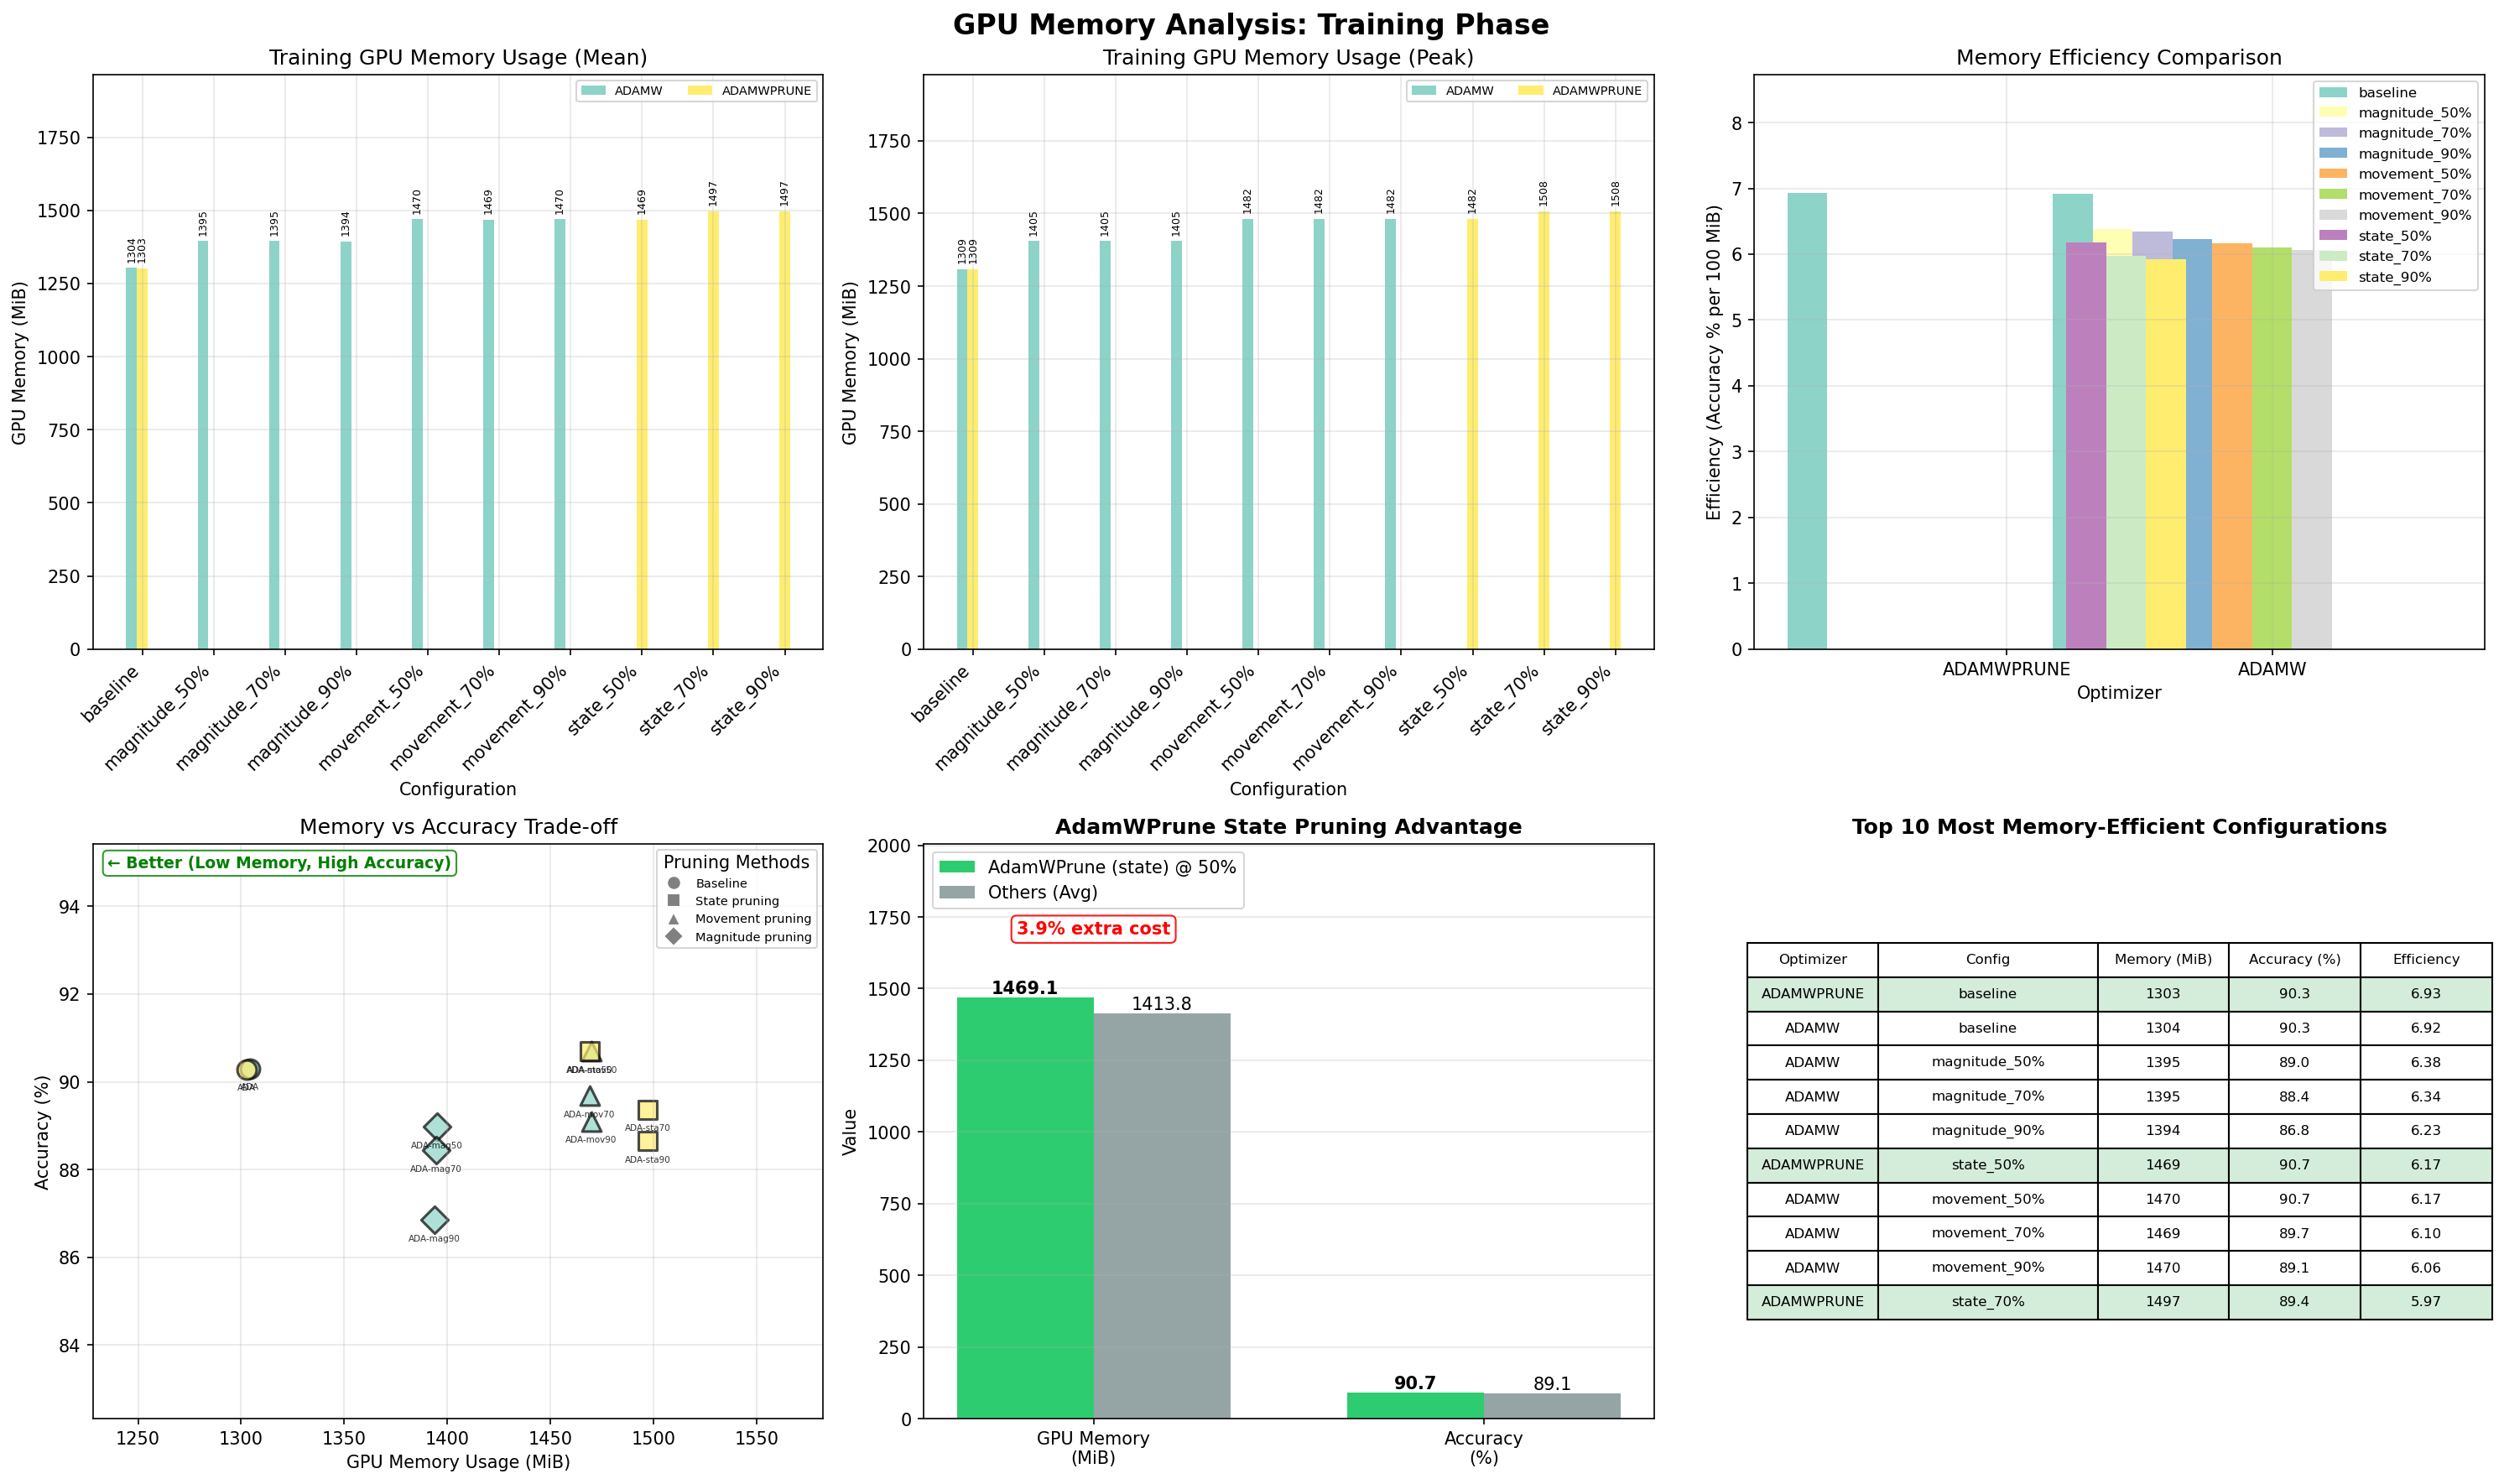 GPU Memory Analysis: Training Phase
Training GPU Memory Usage (Mean)
ADAMW ADAMWPRUNE
GPU Memory (MiB)
1750
1500
1250
1000
750
500
250
0
1304
1303
1395
1395
1394
1470
1469
1470
1469
1497
1497
baseline
magnitude_50%
magnitude_70%
magnitude_90%
movement_50%
movement_70%
movement_90%
state_50%
state_70%
state_90%
Configuration
Training GPU Memory Usage (Peak)
ADAMW ADAMWPRUNE
GPU Memory (MiB)
1750
1500
1250
1000
750
500
250
0
1309
1309
1405
1405
1405
1482
1482
1482
1482
1508
1508
baseline
magnitude_50%
magnitude_70%
magnitude_90%
movement_50%
movement_70%
movement_90%
state_50%
state_70%
state_90%
Configuration
Memory Efficiency Comparison
baseline
magnitude_50%
magnitude_70%
magnitude_90%
movement_50%
movement_70%
movement_90%
state_50%
state_70%
state_90%
Efficiency (Accuracy % per 100 MiB)
8
7
6
5
4
3
2
1
0
ADAMWPRUNE ADAMW
Optimizer
Memory vs Accuracy Trade-off
← Better (Low Memory, High Accuracy)
Pruning Methods
Baseline
State pruning
Movement pruning
Magnitude pruning
Accuracy (%)
94
92
90
88
86
84
ADA-mov70
ADA-mov90
ADA-sta70
ADA-sta90
ADA-mag50
ADA-mag70
ADA-mag90
1250 1300 1350 1400 1450 1500 1550
GPU Memory Usage (MiB)
AdamWPrune State Pruning Advantage
AdamWPrune (state) @ 50%
Others (Avg)
3.9% extra cost
Value
2000
1750
1500
1250
1000
750
500
250
0
1469.1
1413.8
90.7
89.1
GPU Memory
(MiB)
Accuracy
(%)
Top 10 Most Memory-Efficient Configurations
Optimizer Config Memory (MiB) Accuracy (%) Efficiency
ADAMWPRUNE baseline 1303 90.3 6.93
ADAMW baseline 1304 90.3 6.92
ADAMW magnitude_50% 1395 89.0 6.38
ADAMW magnitude_70% 1395 88.4 6.34
ADAMW magnitude_90% 1394 86.8 6.23
ADAMWPRUNE state_50% 1469 90.7 6.17
ADAMW movement_50% 1470 90.7 6.17
ADAMW movement_70% 1469 89.7 6.10
ADAMW movement_90% 1470 89.1 6.06
ADAMWPRUNE state_70% 1497 89.4 5.97